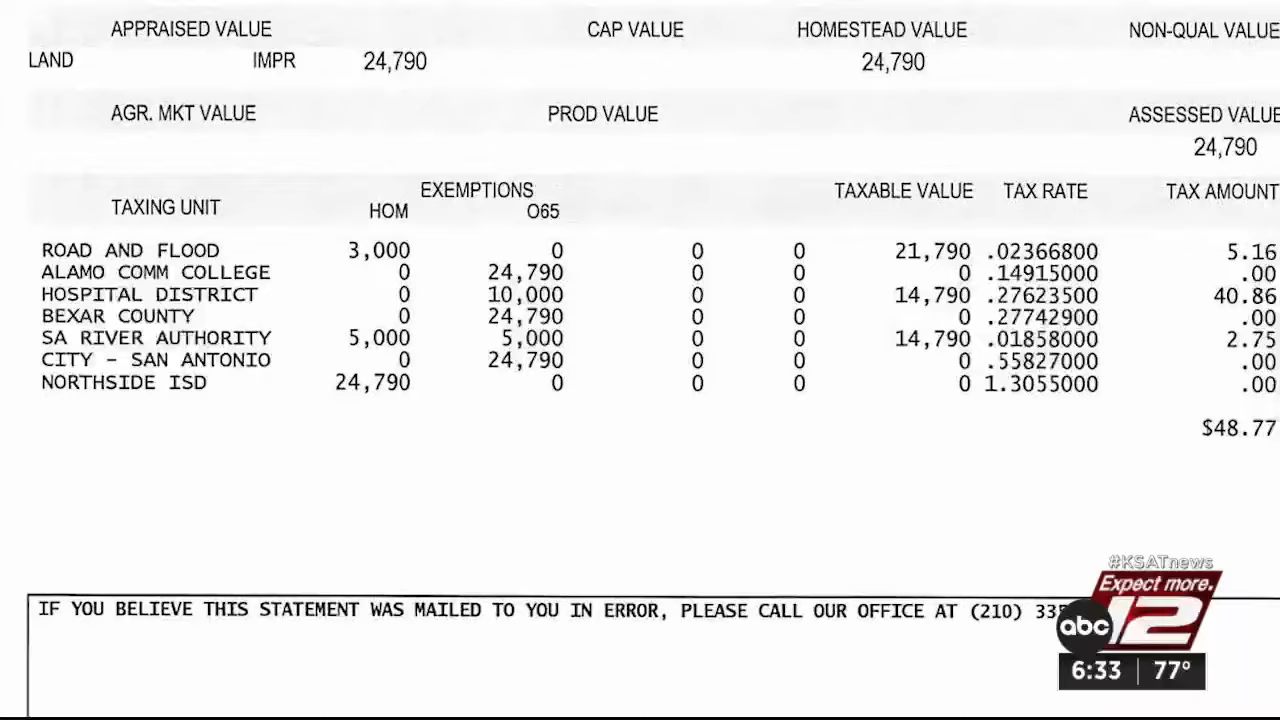 APPRAISED VALUE CAP VALUE HOMESTEAD VALUE NON-QUAL VALUE
LAND IMPR 24,790 24,790
AGR. MKT VALUE PROD VALUE ASSESSED VALUE
24,790
EXEMPTIONS TAXABLE VALUE TAX RATE TAX AMOUNT
TAXING UNIT HOM O65
ROAD AND FLOOD 3,000 0 0 0 21,790 .02366800 5.16
ALAMO COMM COLLEGE 0 24,790 0 0 0 .14915000 .00
HOSPITAL DISTRICT 0 10,000 0 0 14,790 .27623500 40.86
BEXAR COUNTY 0 24,790 0 0 0 .27742900 .00
SA RIVER AUTHORITY 5,000 5,000 0 0 14,790 .01858000 2.75
CITY - SAN ANTONIO 0 24,790 0 0 0 .55827000 .00
NORTHSIDE ISD 24,790 0 0 0 0 1.3055000 .00
$48.77
#KSATnews
IF YOU BELIEVE THIS STATEMENT WAS MAILED TO YOU IN ERROR, PLEASE CALL OUR OFFICE AT (210)
Expect more.
abc 12
6:33 77°